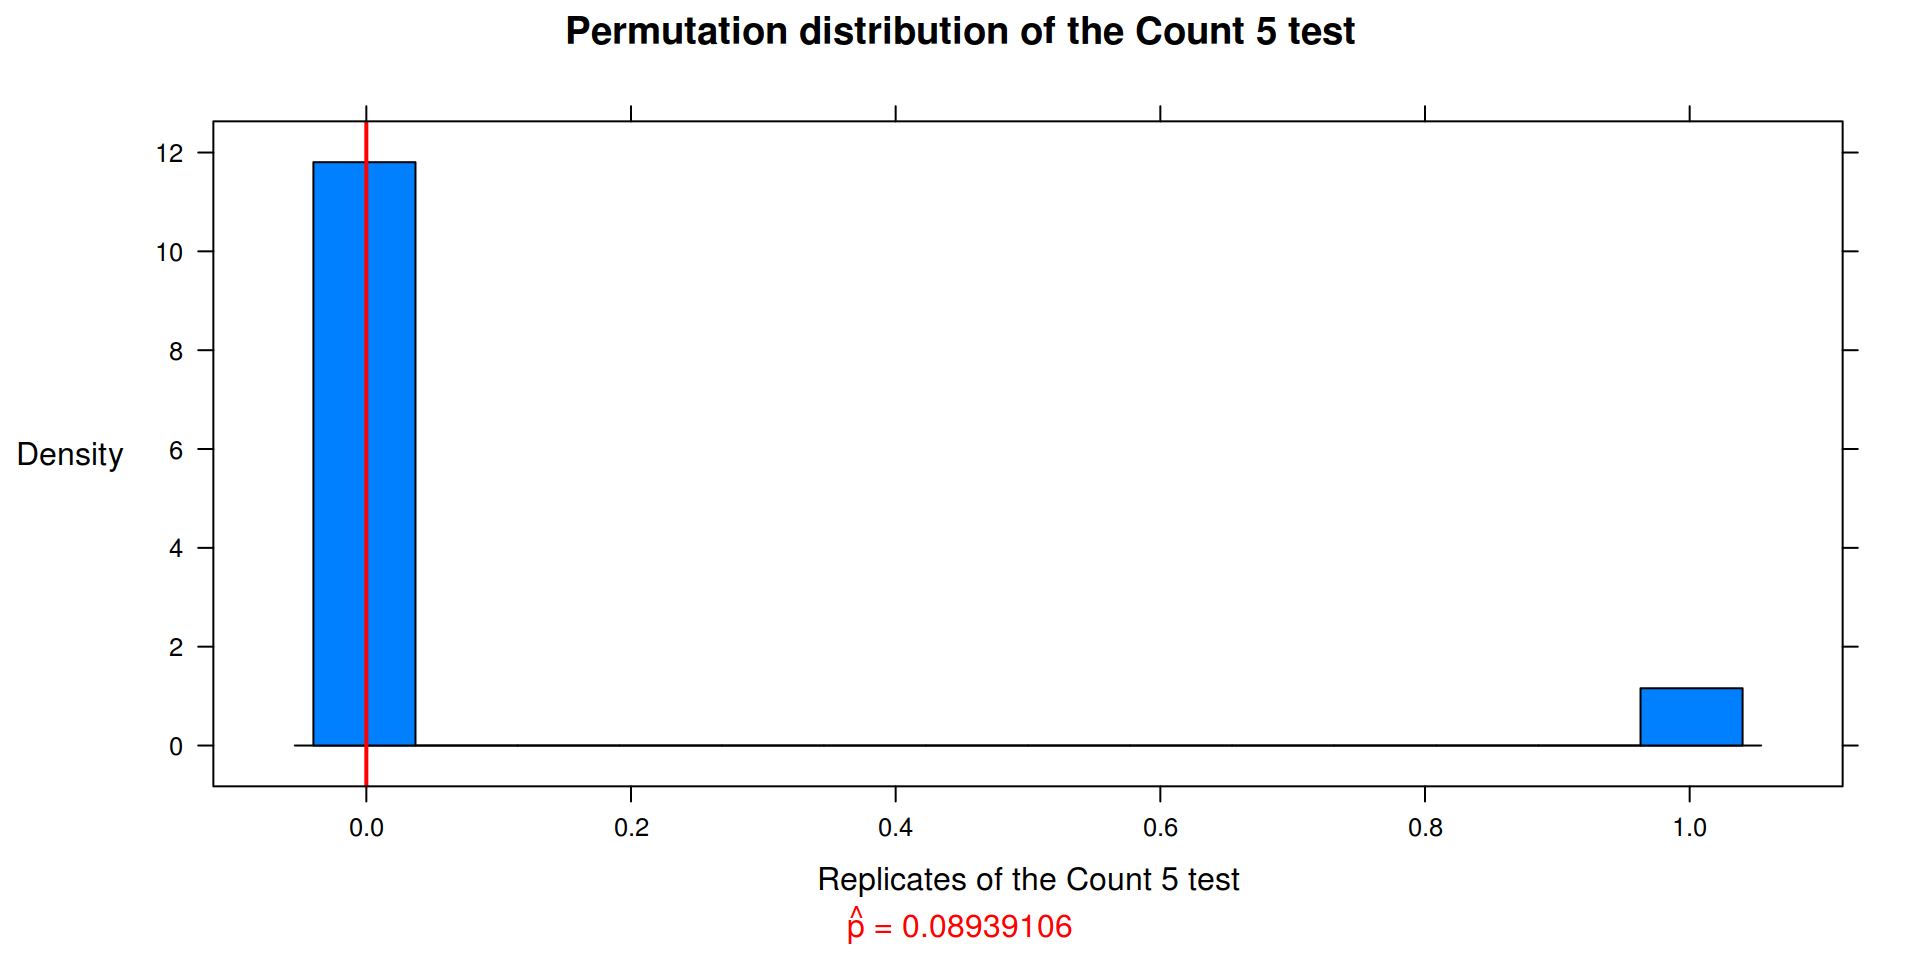 Permutation distribution of the Count 5 test
Density
12
10
8
6
4
2
0
0.0 0.2 0.4 0.6 0.8 1.0
Replicates of the Count 5 test
p̂ = 0.08939106